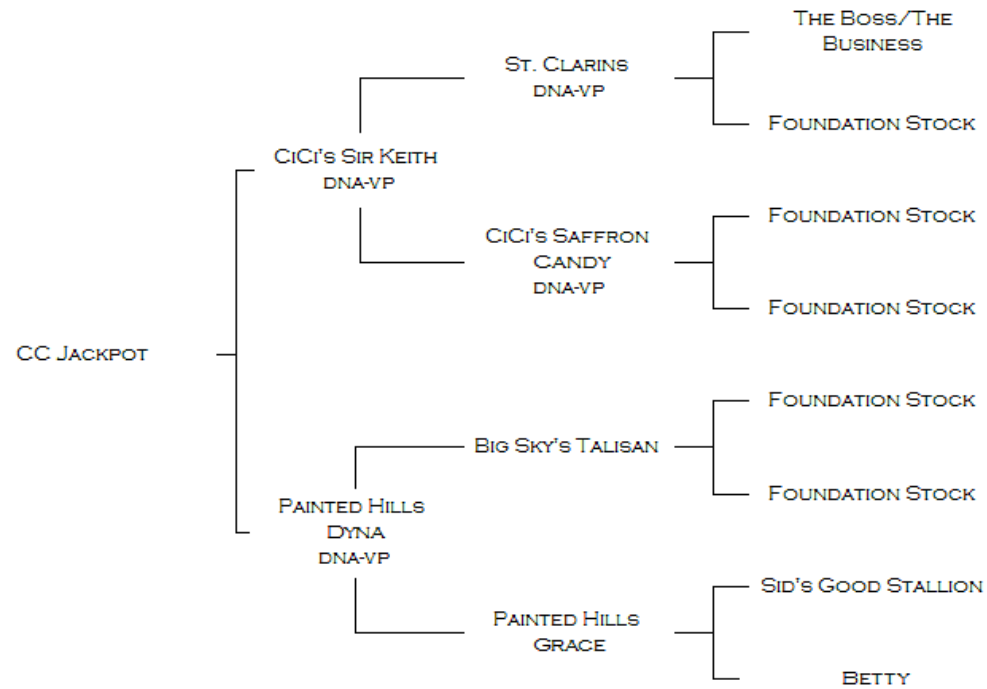 The Boss/The
Business
St. Clarins
DNA-VP
Foundation Stock
CiCi's Sir Keith
DNA-VP
Foundation Stock
CiCi's Saffron
Candy
DNA-VP
Foundation Stock
CC Jackpot
Foundation Stock
Big Sky's Talisan
Foundation Stock
Painted Hills
Dyna
DNA-VP
Sid's Good Stallion
Painted Hills
Grace
Betty